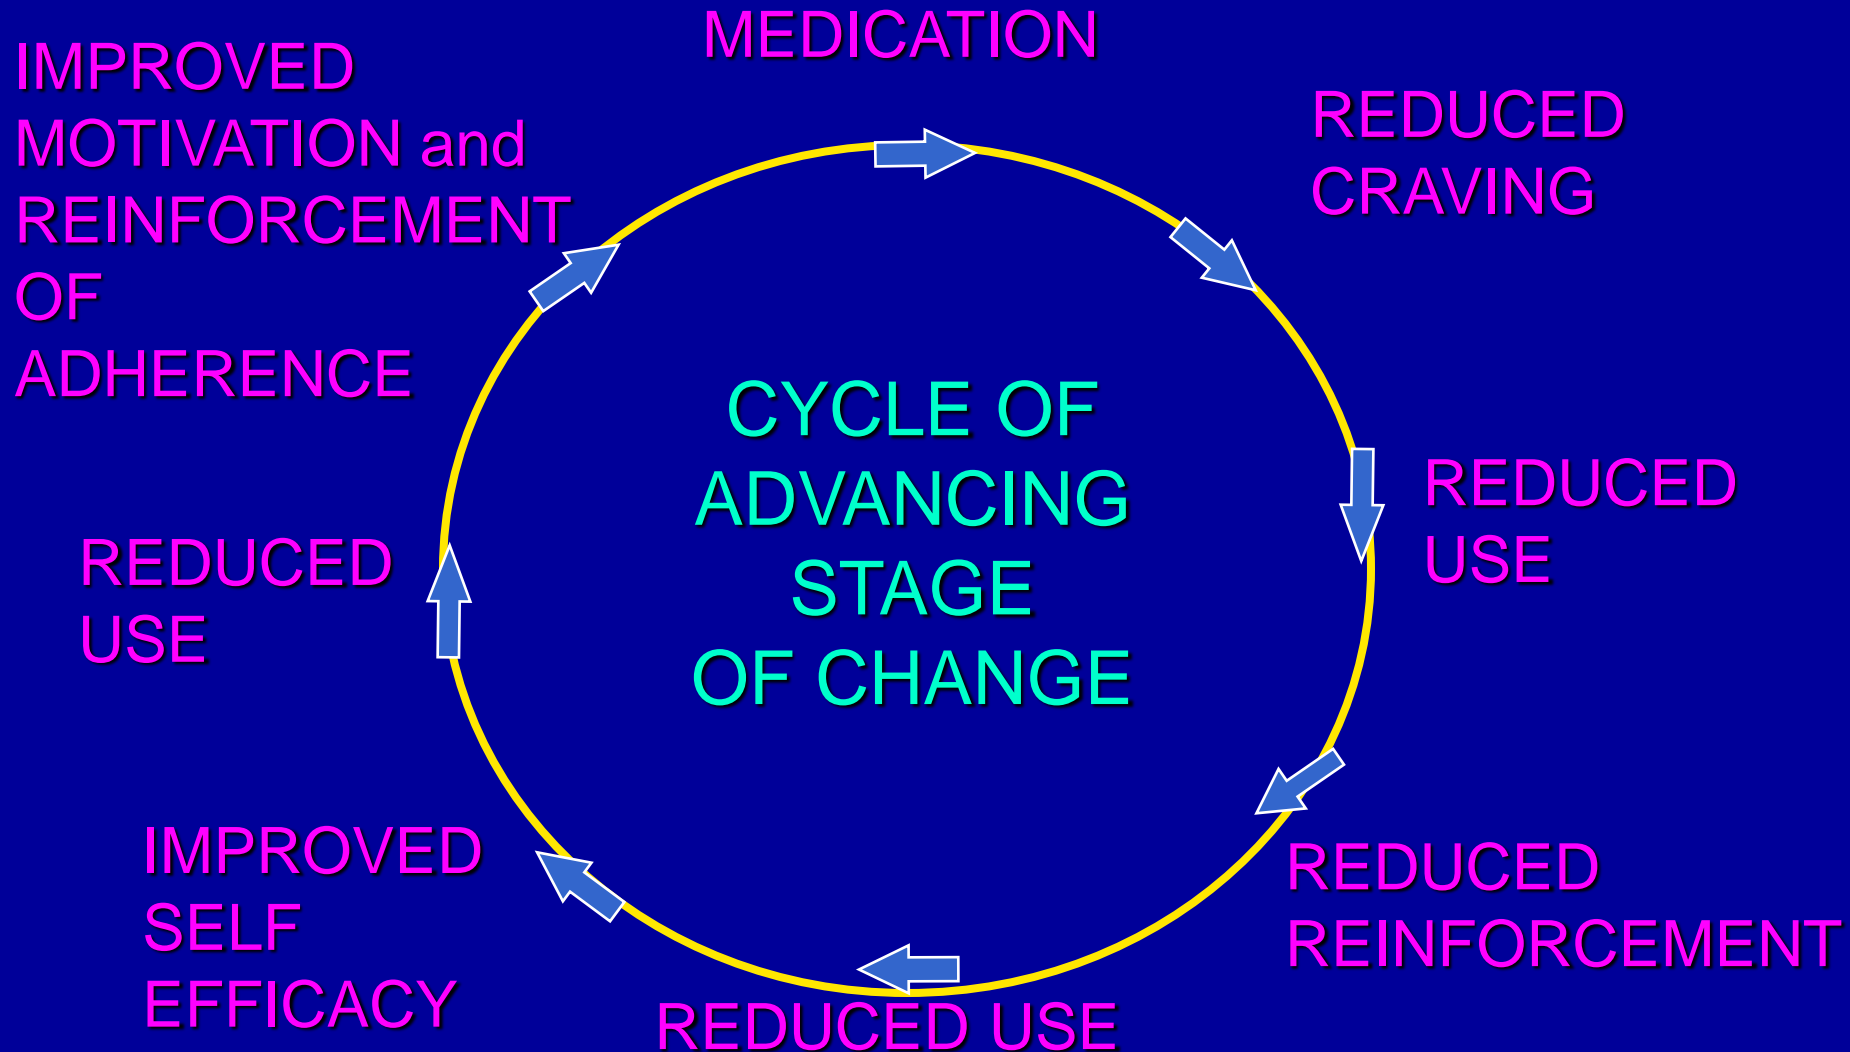 MEDICATION
REDUCED
CRAVING
REDUCED
USE
REDUCED
REINFORCEMENT
REDUCED USE
IMPROVED
SELF
EFFICACY
REDUCED
USE
IMPROVED
MOTIVATION and
REINFORCEMENT
OF
ADHERENCE
CYCLE OF
ADVANCING
STAGE
OF CHANGE